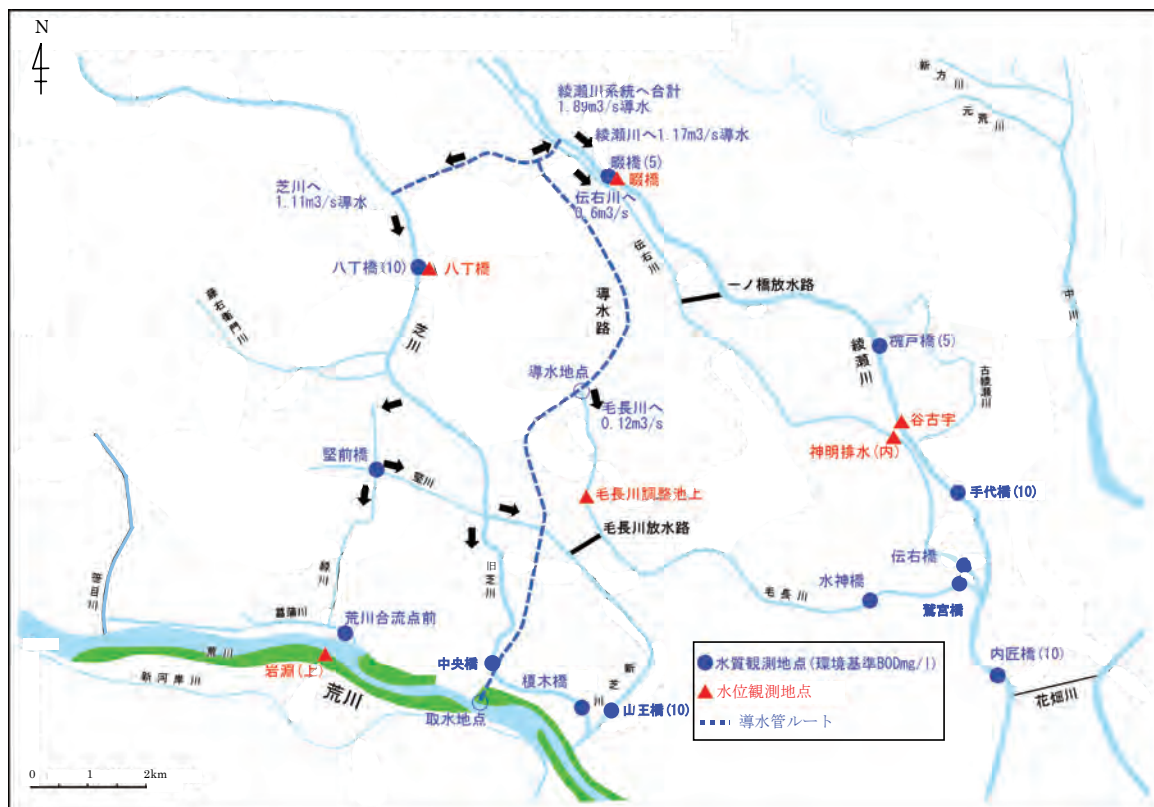 N
新方川
元荒川
綾瀬川系統へ合計
1.89m3/s導水
綾瀬川へ1.17m3/s導水
畷橋(5)
畷橋
芝川へ
1.11m3/s導水
伝右川へ
0.6m3/s
伝右川
八丁橋(10)
八丁橋
一ノ橋放水路
中川
導水路
藤右衛門川
芝川
槐戸橋(5)
綾瀬川
古綾瀬川
導水地点
毛長川へ
0.12m3/s
谷古宇
神明排水(内)
竪前橋
竪川
毛長川調整池上
手代橋(10)
毛長川放水路
伝右橋
旧芝川
緑川
毛長川
水神橋
鷲宮橋
菖蒲川
荒川合流点前
荒川
岩淵(上)
新河岸川
荒川
中央橋
榎木橋
新芝川
山王橋(10)
取水地点
内匠橋(10)
花畑川
水質観測地点(環境基準BODmg/l)
水位観測地点
導水管ルート
0 1 2km